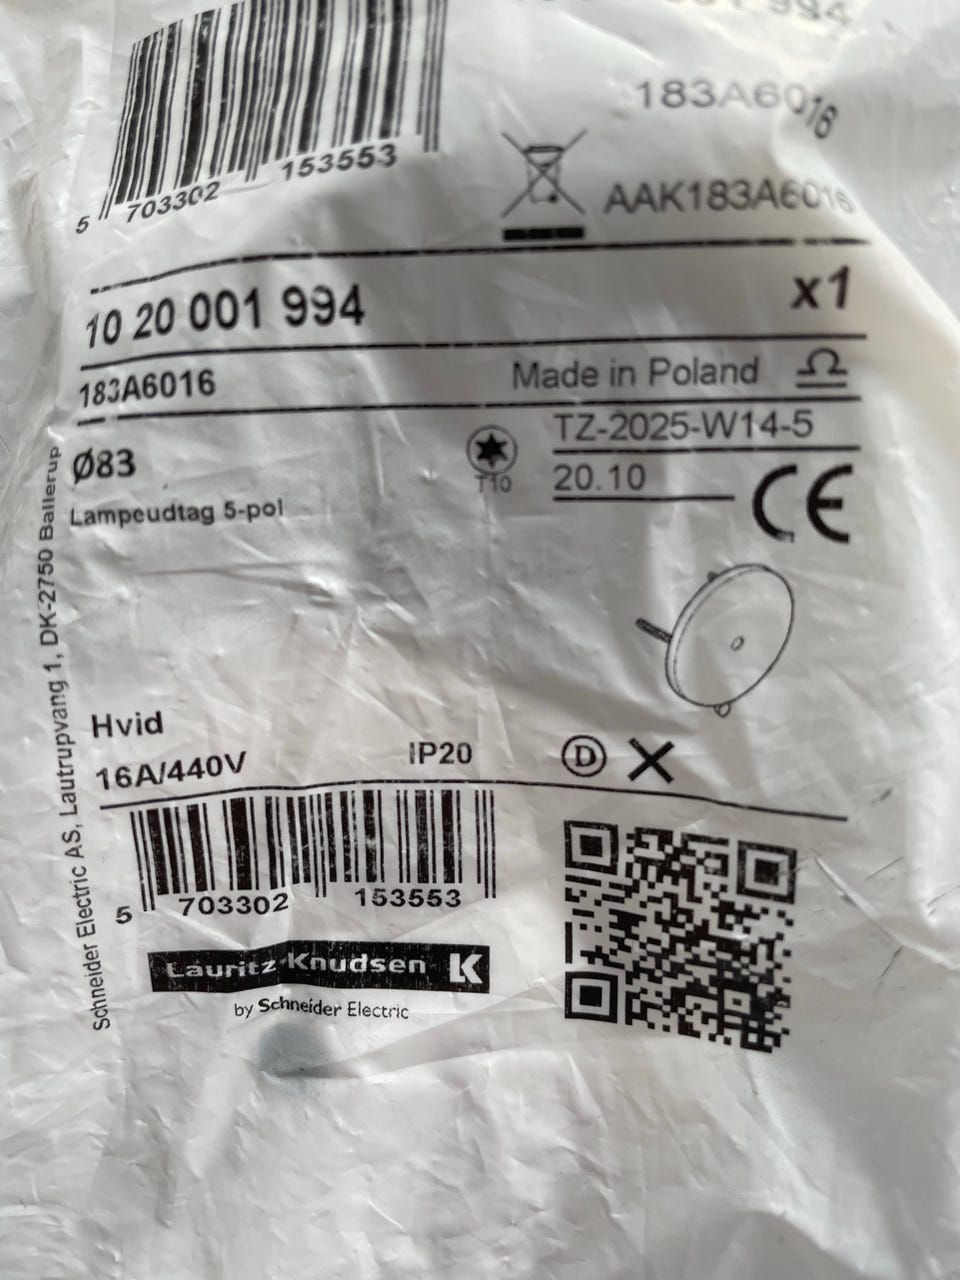 994
5 703302 153553
183A6016
AAK183A6016
10 20 001 994 x1
183A6016 Made in Poland
TZ-2025-W14-5
20.10
CE
Ø83
T10
Lampeudtag 5-pol
Hvid
16A/440V IP20 D
5 703302 153553
Lauritz Knudsen LK
by Schneider Electric
Schneider Electric AS, Lautrupvang 1, DK-2750 Ballerup